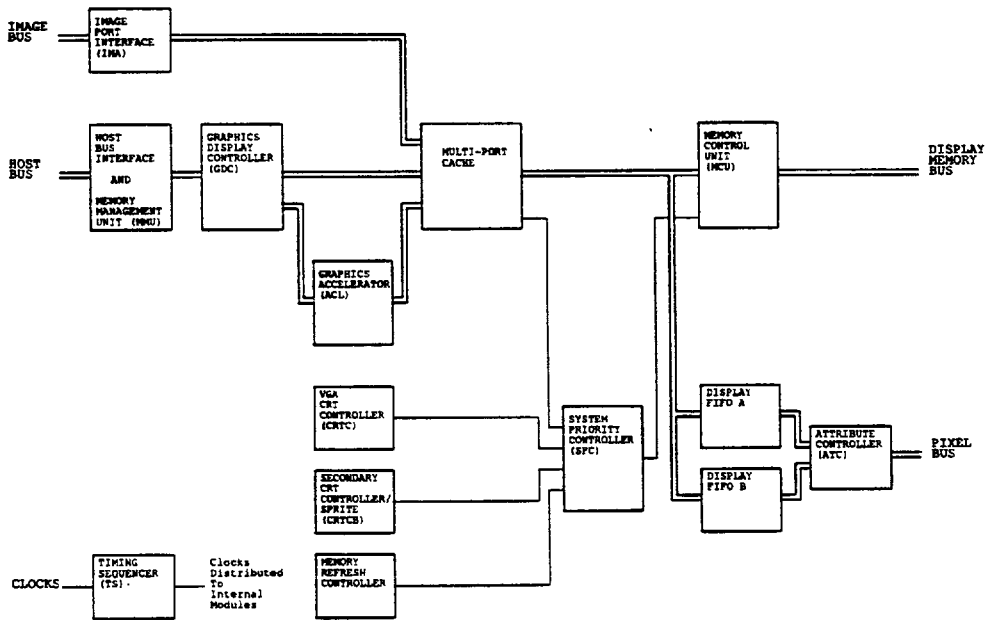 IMAGE
BUS
IMAGE
PORT
INTERFACE
(IMA)
HOST
BUS
HOST
BUS
INTERFACE
AND
MEMORY
MANAGEMENT
UNIT (MMU)
GRAPHICS
DISPLAY
CONTROLLER
(GDC)
MULTI-PORT
CACHE
MEMORY
CONTROL
UNIT
(MCU)
DISPLAY
MEMORY
BUS
GRAPHICS
ACCELERATOR
(ACL)
VGA
CRT
CONTROLLER
(CRTC)
SYSTEM
PRIORITY
CONTROLLER
(SPC)
DISPLAY
FIFO A
ATTRIBUTE
CONTROLLER
(ATC)
PIXEL
BUS
SECONDARY
CRT
CONTROLLER/
SPRITE
(CRTCB)
DISPLAY
FIFO B
CLOCKS
TIMING
SEQUENCER
(TS)
Clocks
Distributed
To
Internal
Modules
MEMORY
REFRESH
CONTROLLER